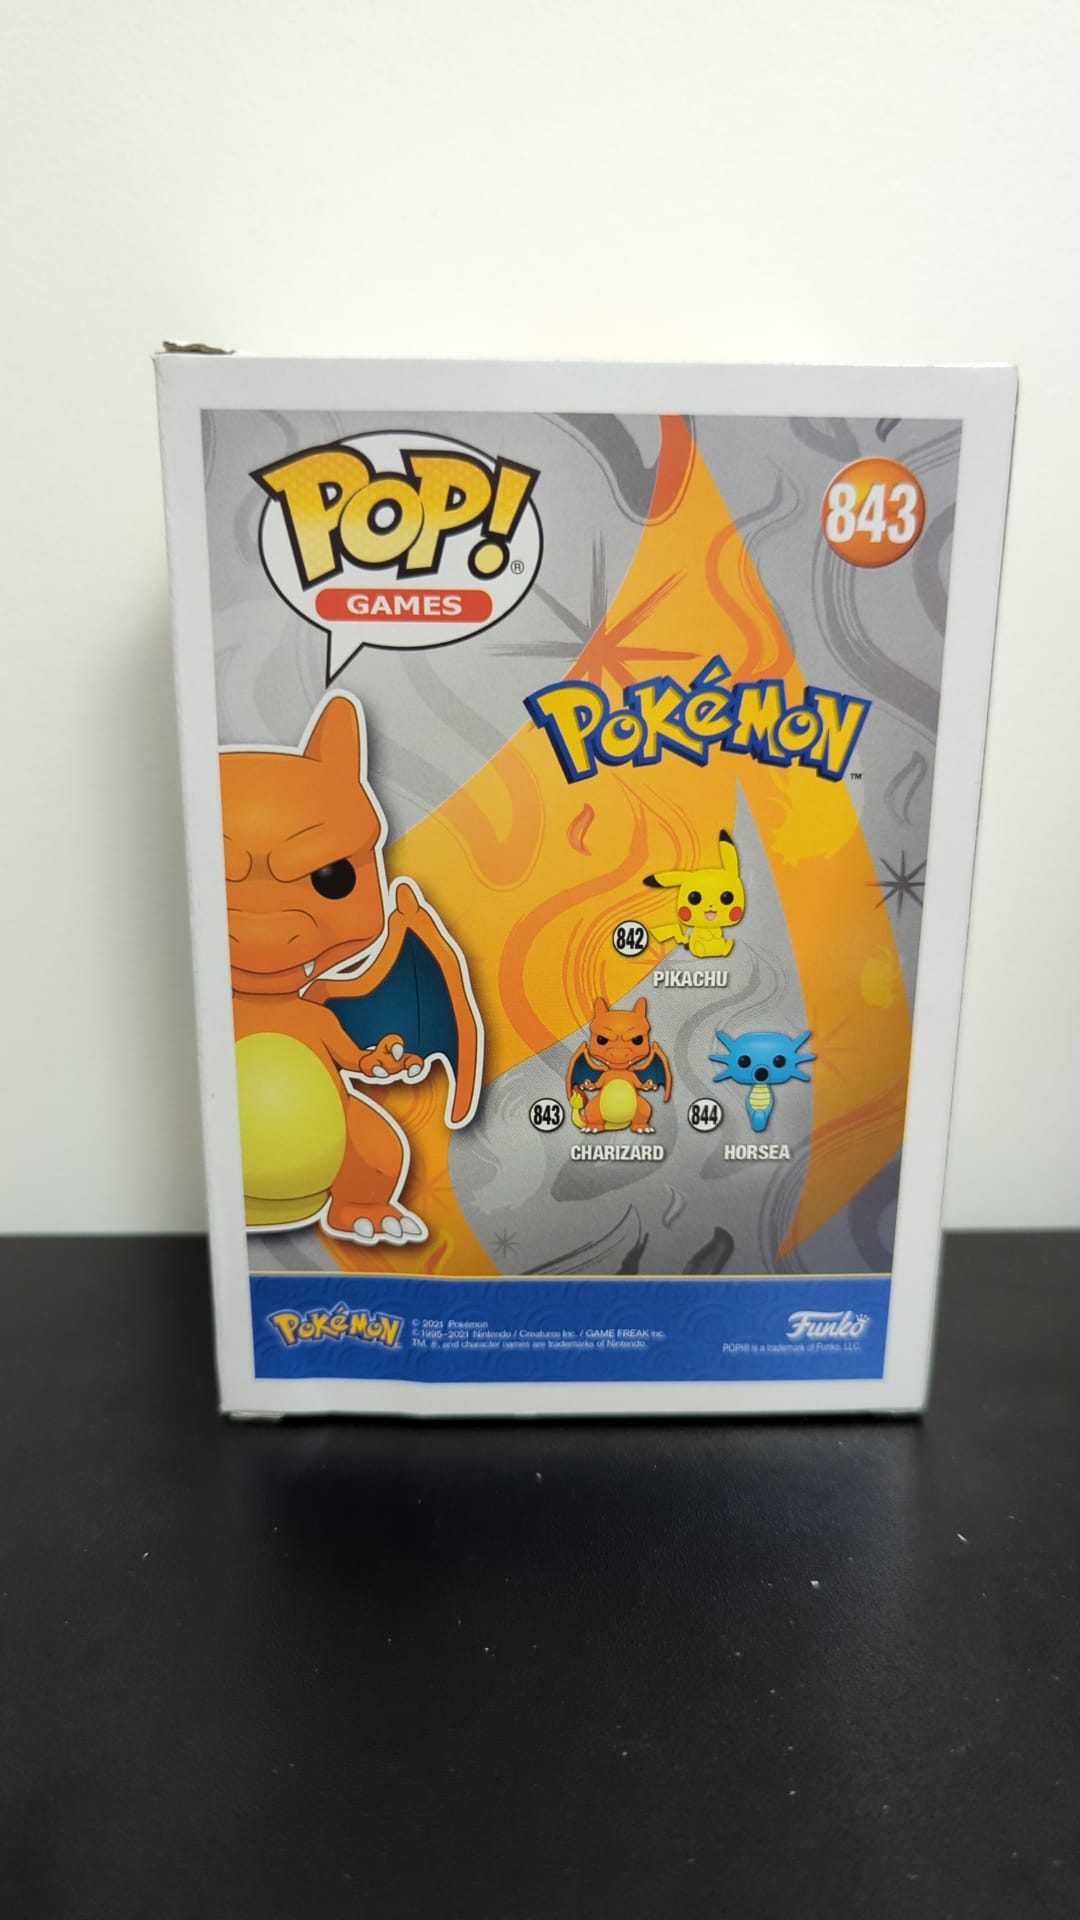 POP!®
GAMES
843
POKéMON™
842
PIKACHU
843
CHARIZARD
844
HORSEA
POKéMON
© 2021 Pokémon
© 1995–2021 Nintendo / Creatures Inc. / GAME FREAK inc.
TM, ®, and character names are trademarks of Nintendo.
Funko
POP!® is a trademark of Funko, LLC.